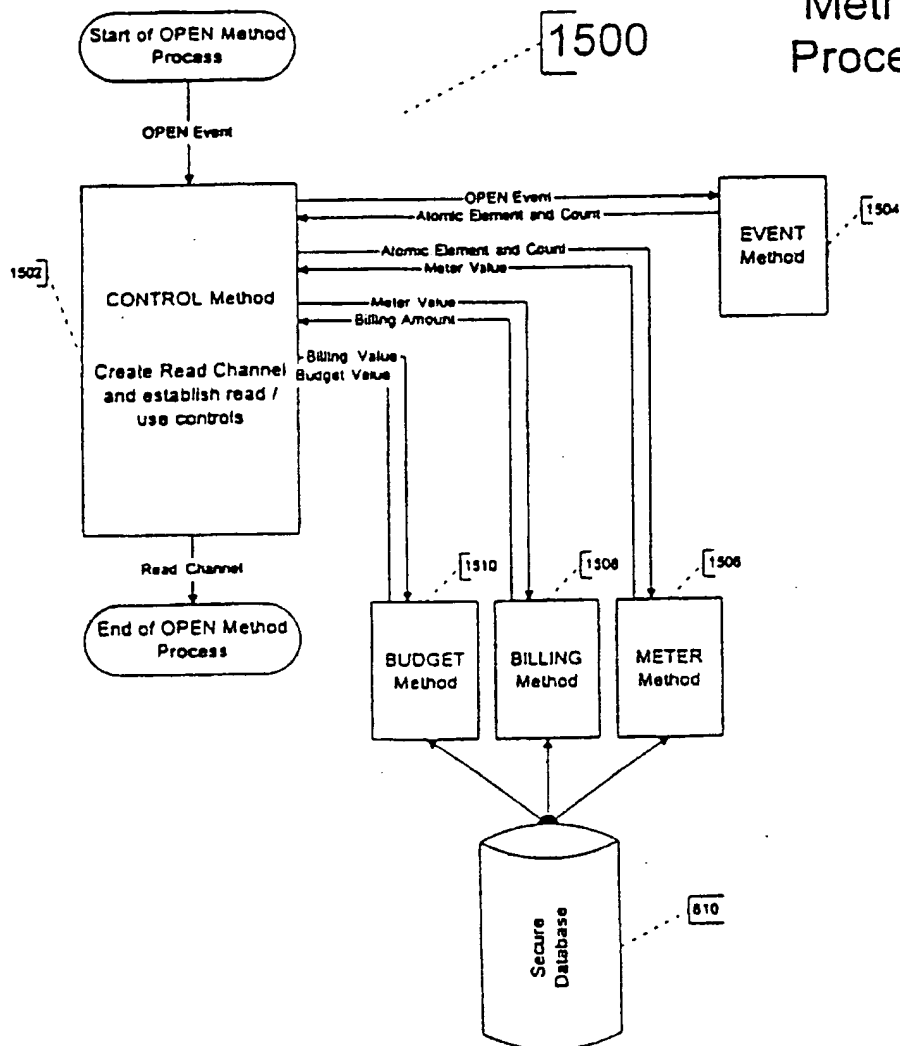 Start of OPEN Method
Process
1500
Proce
OPEN Event
OPEN Event
Atomic Element and Count
1504
EVENT
Method
1502
CONTROL Method
Create Read Channel
and establish read /
use controls
Atomic Element and Count
Meter Value
Meter Value
Billing Amount
Billing Value
Budget Value
Read Channel
End of OPEN Method
Process
1510
1508
1506
BUDGET
Method
BILLING
Method
METER
Method
Secure
Database
610